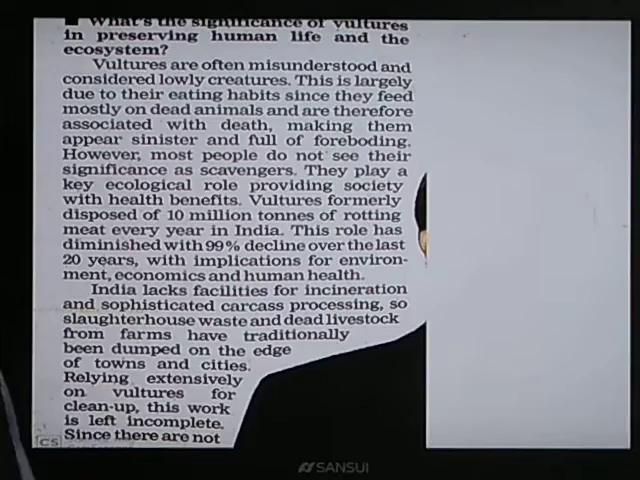 ■ What's the significance of vultures
in preserving human life and the
ecosystem?
Vultures are often misunderstood and
considered lowly creatures. This is largely
due to their eating habits since they feed
mostly on dead animals and are therefore
associated with death, making them
appear sinister and full of foreboding.
However, most people do not see their
significance as scavengers. They play a
key ecological role providing society
with health benefits. Vultures formerly
disposed of 10 million tonnes of rotting
meat every year in India. This role has
diminished with 99% decline over the last
20 years, with implications for environ-
ment, economics and human health.
India lacks facilities for incineration
and sophisticated carcass processing, so
slaughterhouse waste and dead livestock
from farms have traditionally
been dumped on the edge
of towns and cities.
Relying extensively
on vultures for
clean-up, this work
is left incomplete.
Since there are not
CS
SANSUI